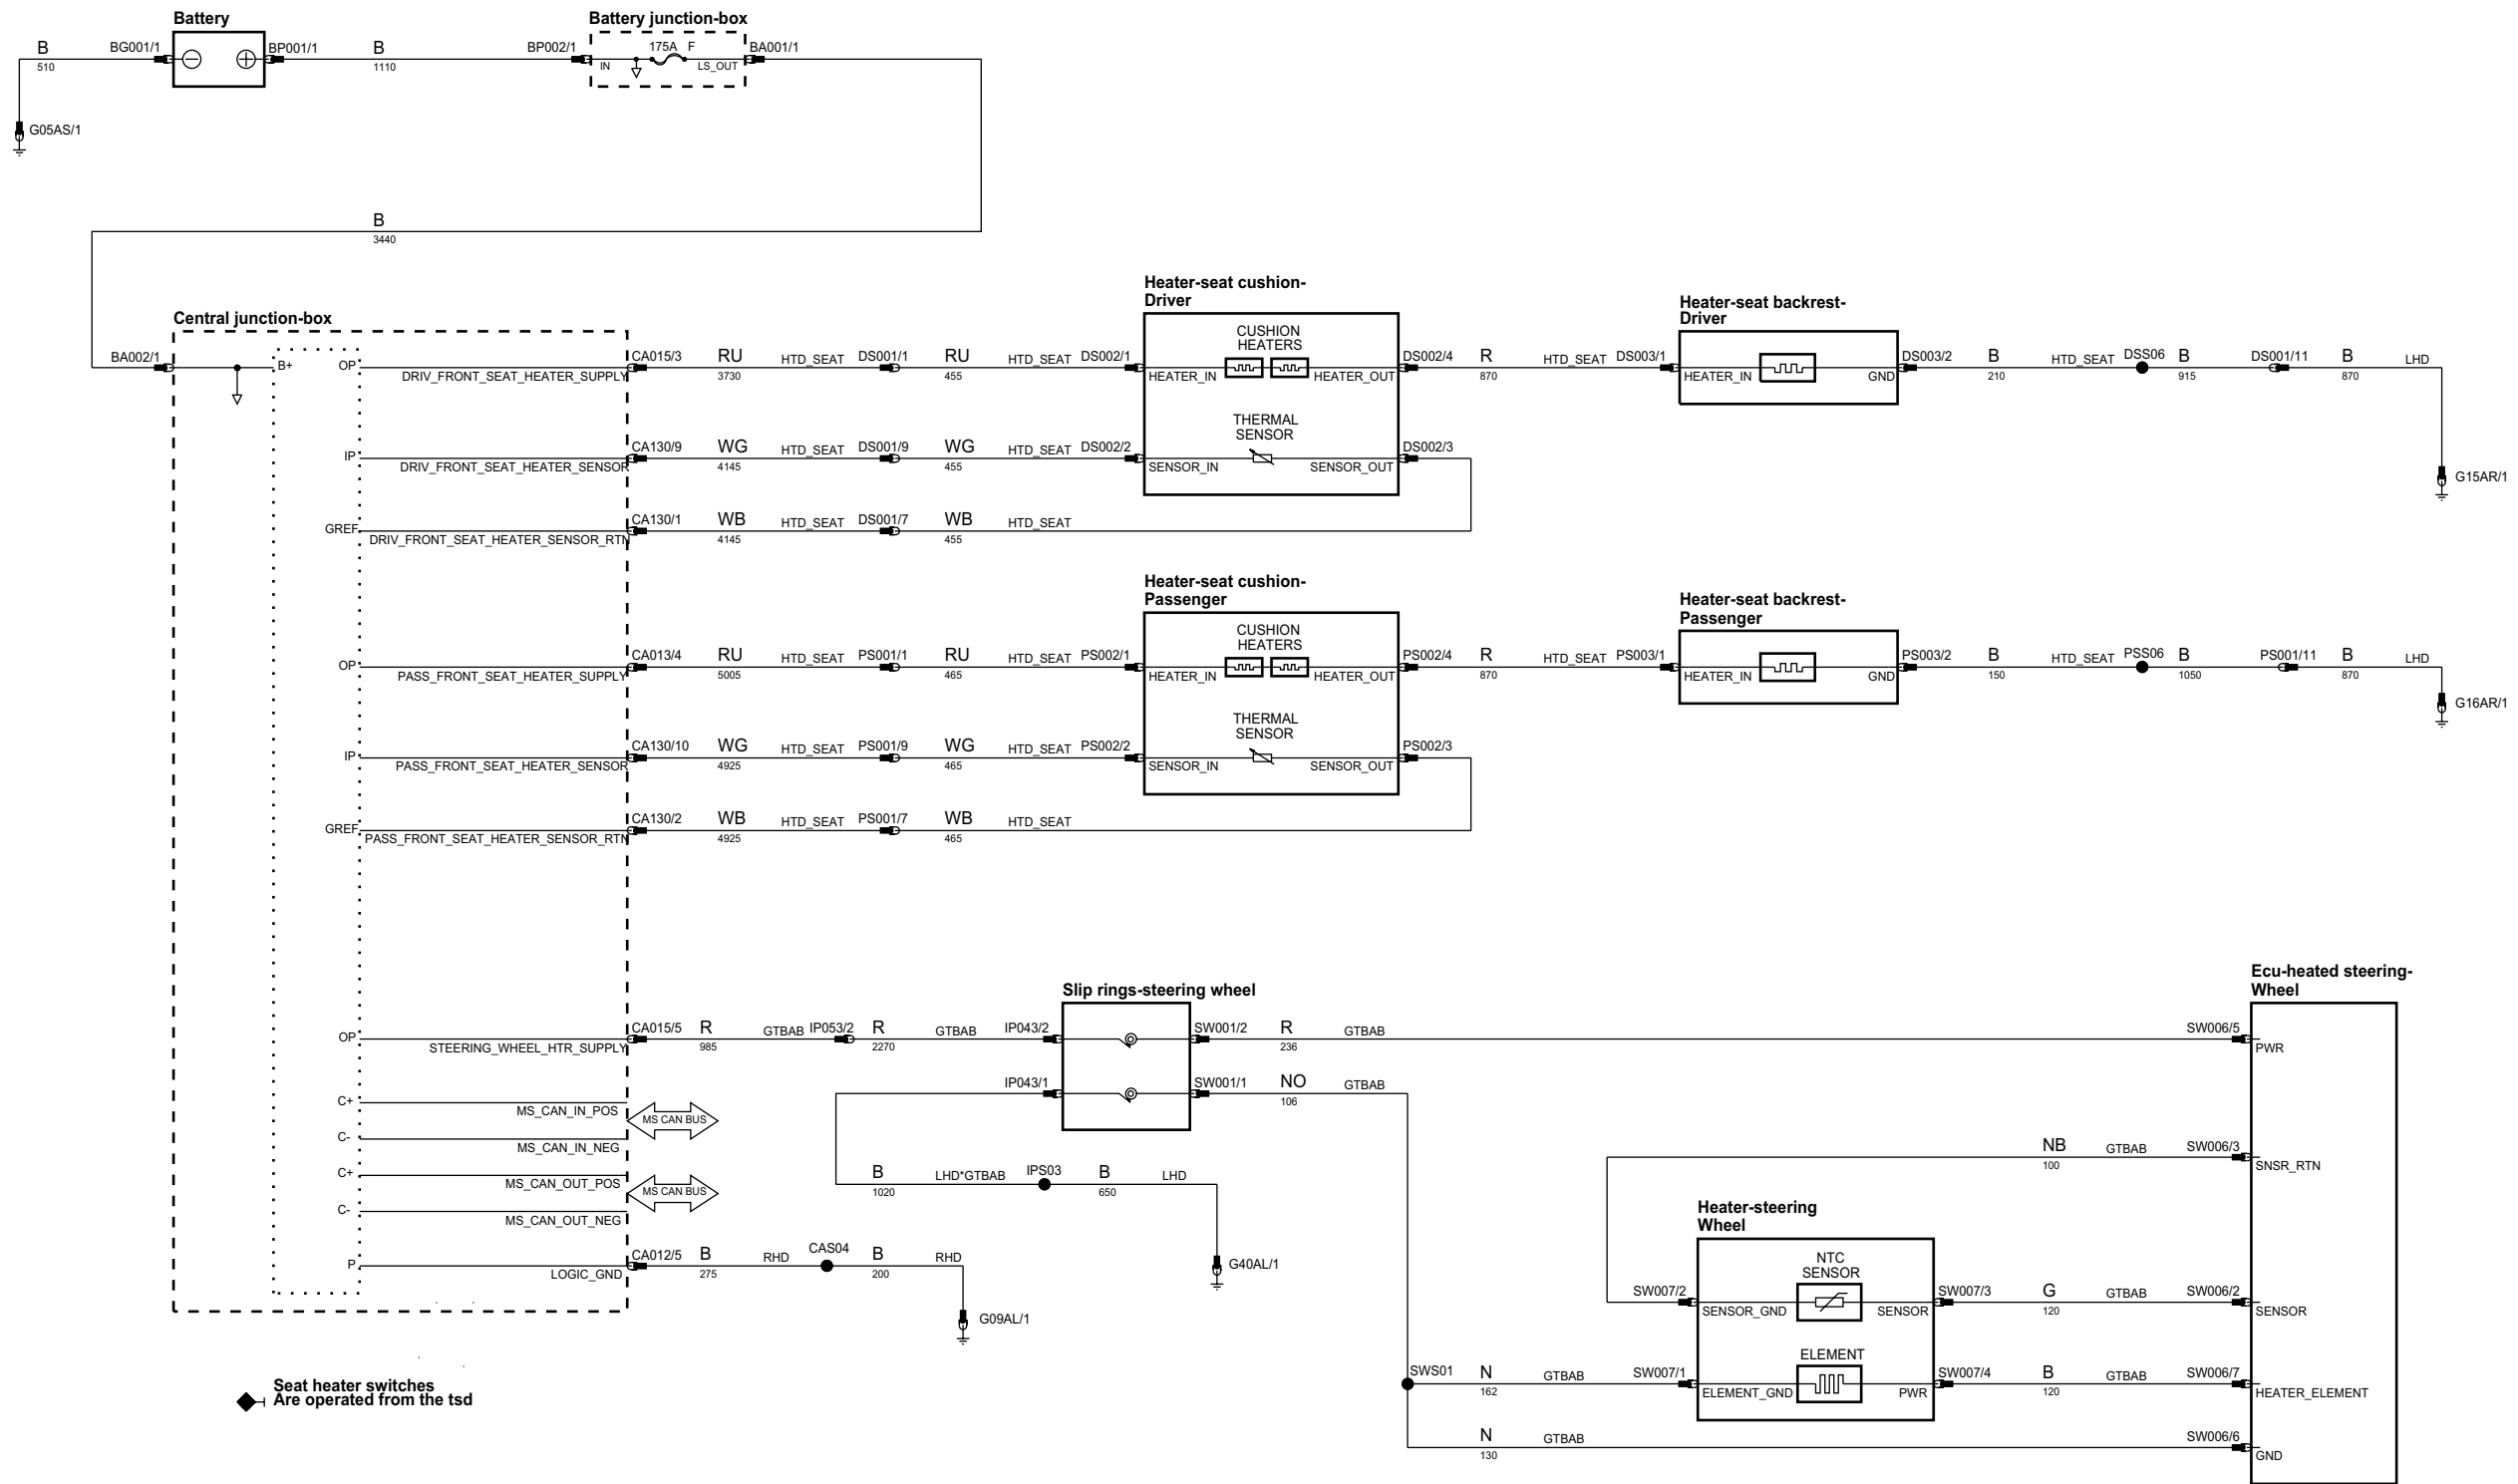 Battery
Battery junction-box
B
510
BG001/1
BP001/1
B
1110
BP002/1
175A F
IN
LS_OUT
BA001/1
G05AS/1
B
3440
Central junction-box
BA002/1
B+
OP
DRIV_FRONT_SEAT_HEATER_SUPPLY
CA015/3
RU
3730
HTD_SEAT
DS001/1
RU
455
HTD_SEAT
DS002/1
Heater-seat cushion-
Driver
CUSHION
HEATERS
HEATER_IN
HEATER_OUT
DS002/4
R
870
HTD_SEAT
DS003/1
Heater-seat backrest-
Driver
HEATER_IN
GND
DS003/2
B
210
HTD_SEAT
DSS06
B
915
DS001/11
B
870
LHD
G15AR/1
IP
DRIV_FRONT_SEAT_HEATER_SENSOR
CA130/9
WG
4145
HTD_SEAT
DS001/9
WG
455
HTD_SEAT
DS002/2
THERMAL
SENSOR
SENSOR_IN
SENSOR_OUT
DS002/3
GREF
DRIV_FRONT_SEAT_HEATER_SENSOR_RTN
CA130/1
WB
4145
HTD_SEAT
DS001/7
WB
455
HTD_SEAT
Heater-seat cushion-
Passenger
CUSHION
HEATERS
Heater-seat backrest-
Passenger
OP
PASS_FRONT_SEAT_HEATER_SUPPLY
CA013/4
RU
5005
HTD_SEAT
PS001/1
RU
465
HTD_SEAT
PS002/1
HEATER_IN
HEATER_OUT
PS002/4
R
870
HTD_SEAT
PS003/1
HEATER_IN
GND
PS003/2
B
150
HTD_SEAT
PSS06
B
1050
PS001/11
B
870
LHD
G16AR/1
IP
PASS_FRONT_SEAT_HEATER_SENSOR
CA130/10
WG
4925
HTD_SEAT
PS001/9
WG
465
HTD_SEAT
PS002/2
THERMAL
SENSOR
SENSOR_IN
SENSOR_OUT
PS002/3
GREF
PASS_FRONT_SEAT_HEATER_SENSOR_RTN
CA130/2
WB
4925
HTD_SEAT
PS001/7
WB
465
HTD_SEAT
Slip rings-steering wheel
Ecu-heated steering-
Wheel
OP
STEERING_WHEEL_HTR_SUPPLY
CA015/5
R
985
GTBAB
IP053/2
R
2270
GTBAB
IP043/2
SW001/2
R
236
GTBAB
SW006/5
PWR
IP043/1
SW001/1
NO
106
GTBAB
C+
MS_CAN_IN_POS
C-
MS_CAN_IN_NEG
MS CAN BUS
C+
MS_CAN_OUT_POS
C-
MS_CAN_OUT_NEG
MS CAN BUS
B
1020
LHD*GTBAB
IPS03
B
650
LHD
G40AL/1
NB
100
GTBAB
SW006/3
SNSR_RTN
P
LOGIC_GND
CA012/5
B
275
RHD
CAS04
B
200
RHD
G09AL/1
Heater-steering
Wheel
NTC
SENSOR
SW007/2
SENSOR_GND
SENSOR
SW007/3
G
120
GTBAB
SW006/2
SENSOR
SWS01
N
162
GTBAB
SW007/1
ELEMENT
ELEMENT_GND
PWR
SW007/4
B
120
GTBAB
SW006/7
HEATER_ELEMENT
N
130
GTBAB
SW006/6
GND
Seat heater switches
Are operated from the tsd